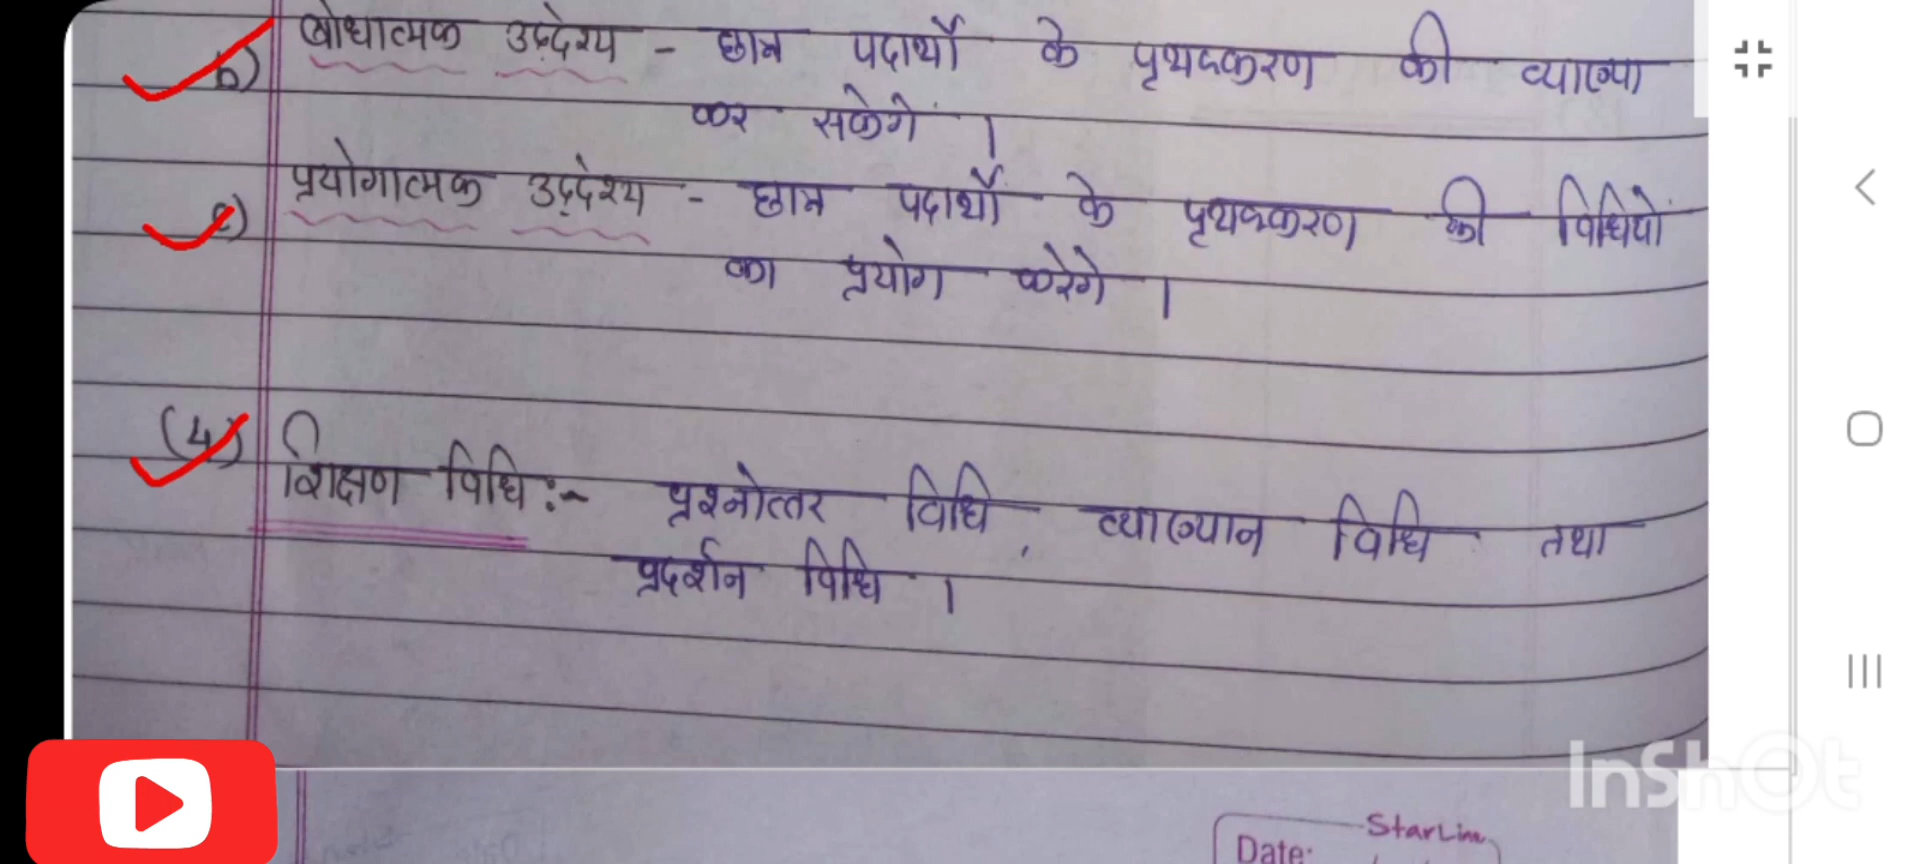 b) बोधात्मक उद्देश्य - छात्र पदार्थो के पृथक्करण की व्याख्या
कर सकेगें ।
c) प्रयोगात्मक उद्देश्य - छात्र पदार्थो के पृथक्करण की विधियों
का प्रयोग करेगे ।
(4) शिक्षण विधि :- प्रश्नोत्तर विधि, व्याख्यान विधि तथा
प्रदर्शन विधि ।
InShot
StarLine
Date: